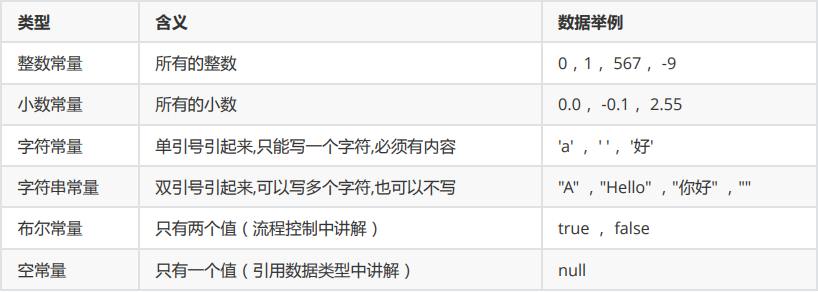 类型 含义 数据举例
整数常量 所有的整数 0，1， 567， -9
小数常量 所有的小数 0.0， -0.1， 2.55
字符常量 单引号引起来,只能写一个字符,必须有内容 'a' ， ' '， '好'
字符串常量 双引号引起来,可以写多个字符,也可以不写 "A" ，"Hello" ，"你好" ，""
布尔常量 只有两个值（流程控制中讲解） true ， false
空常量 只有一个值（引用数据类型中讲解） null